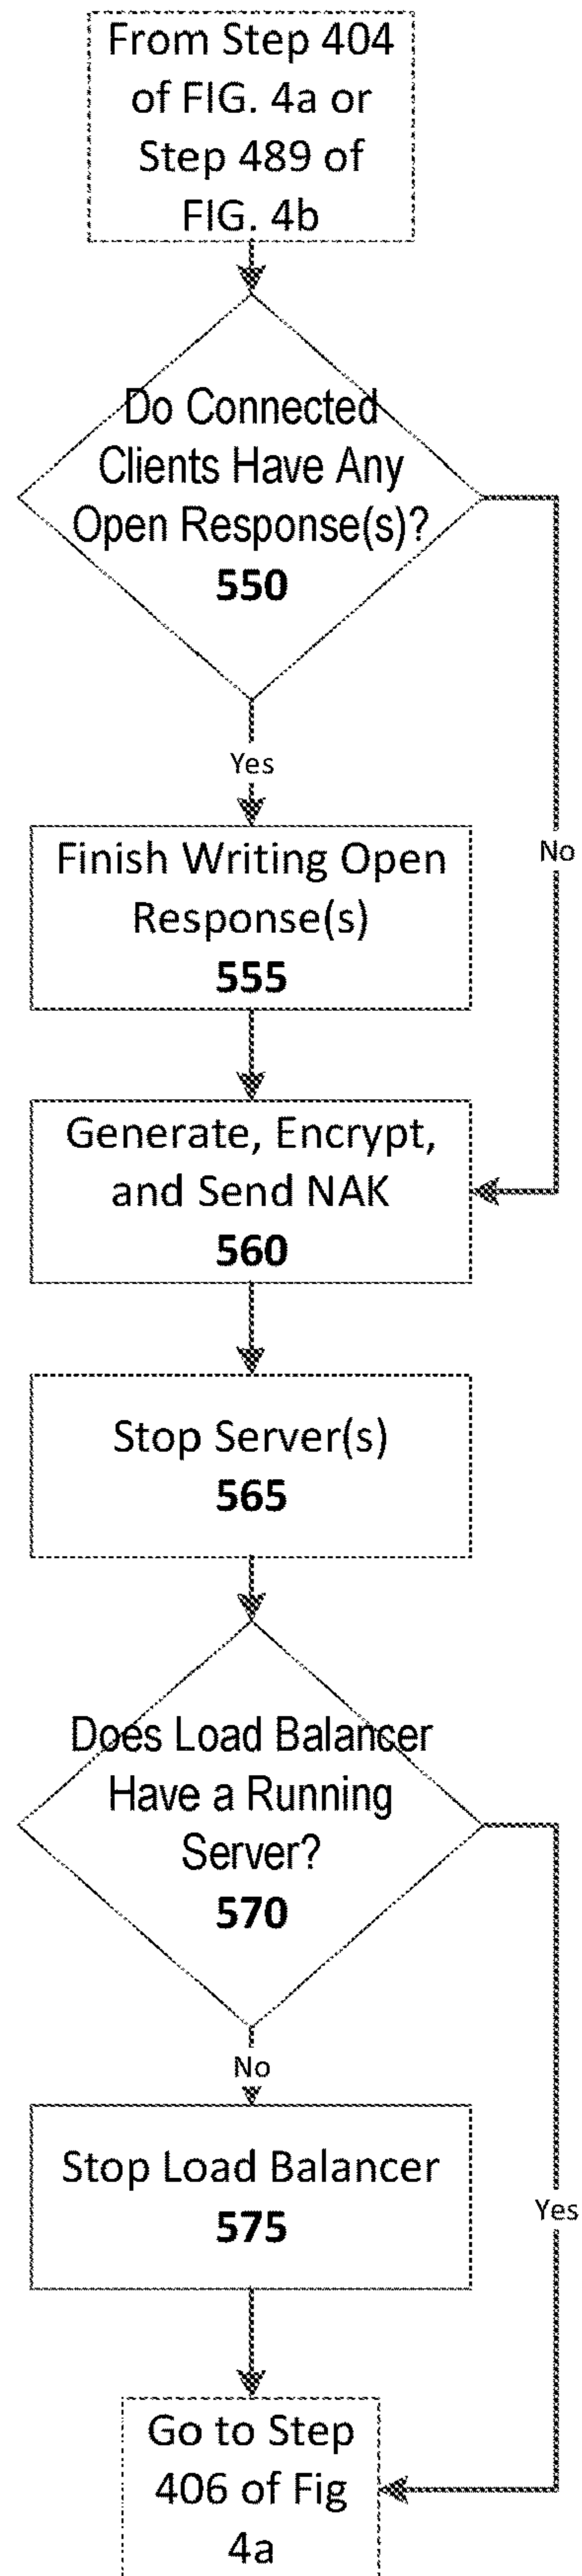 From Step 404
of FIG. 4a or
Step 489 of
FIG. 4b
Do Connected
Clients Have Any
Open Response(s)?
550
Yes
No
Finish Writing Open
Response(s)
555
Generate, Encrypt,
and Send NAK
560
Stop Server(s)
565
Does Load Balancer
Have a Running
Server?
570
No
Yes
Stop Load Balancer
575
Go to Step
406 of Fig
4a